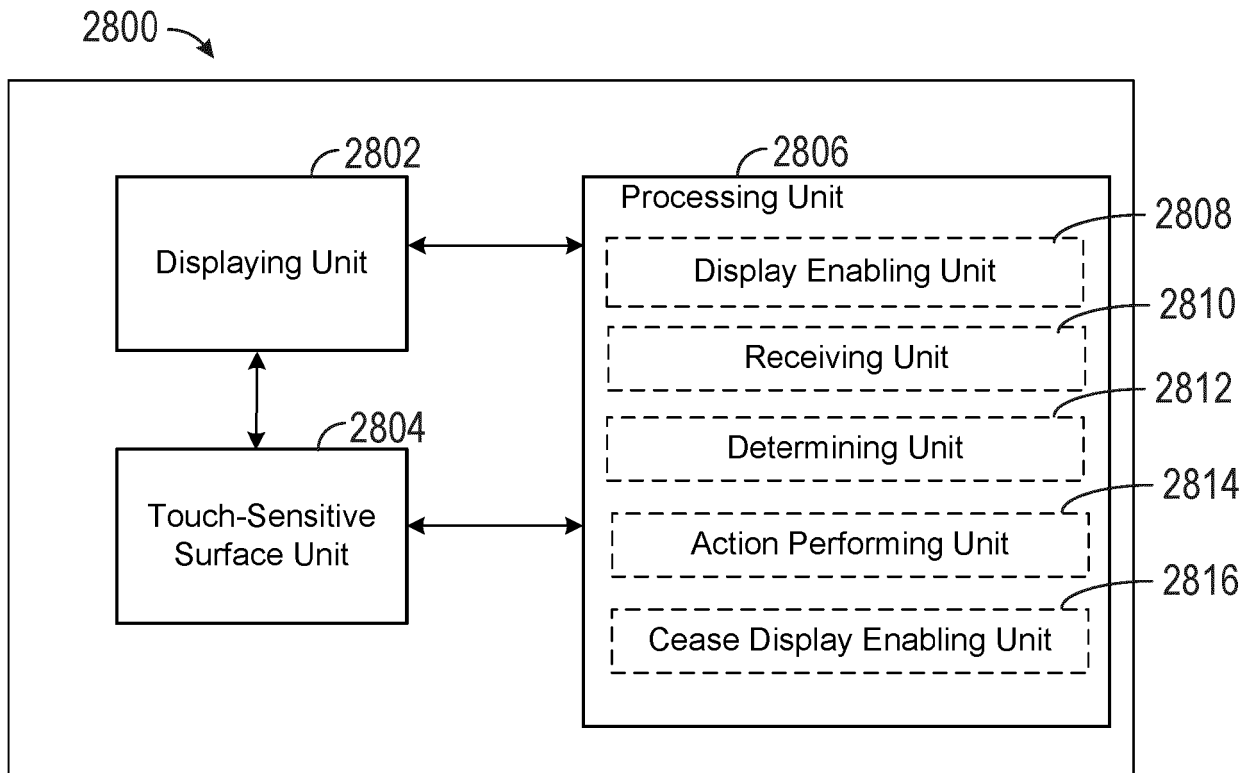 2800
2802
Displaying Unit
2804
Touch-Sensitive
Surface Unit
2806
Processing Unit
2808
Display Enabling Unit
2810
Receiving Unit
2812
Determining Unit
2814
Action Performing Unit
2816
Cease Display Enabling Unit